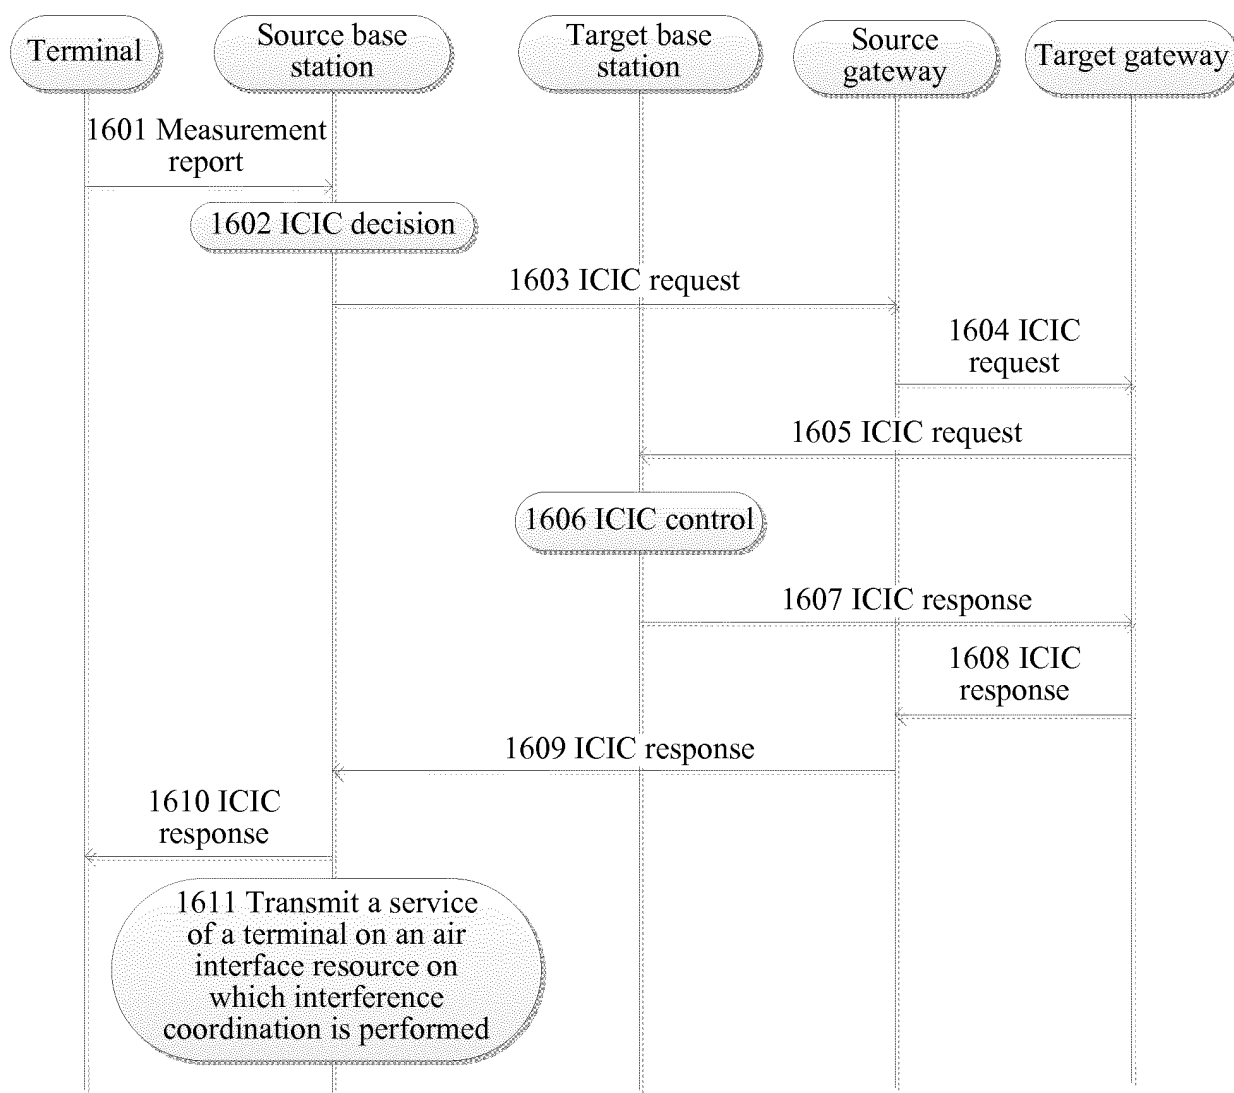 Terminal
Source base
station
Target base
station
Source
gateway
Target gateway
1601 Measurement
report
1602 ICIC decision
1603 ICIC request
1604 ICIC
request
1605 ICIC request
1606 ICIC control
1607 ICIC response
1608 ICIC
response
1609 ICIC response
1610 ICIC
response
1611 Transmit a service
of a terminal on an air
interface resource on
which interference
coordination is performed